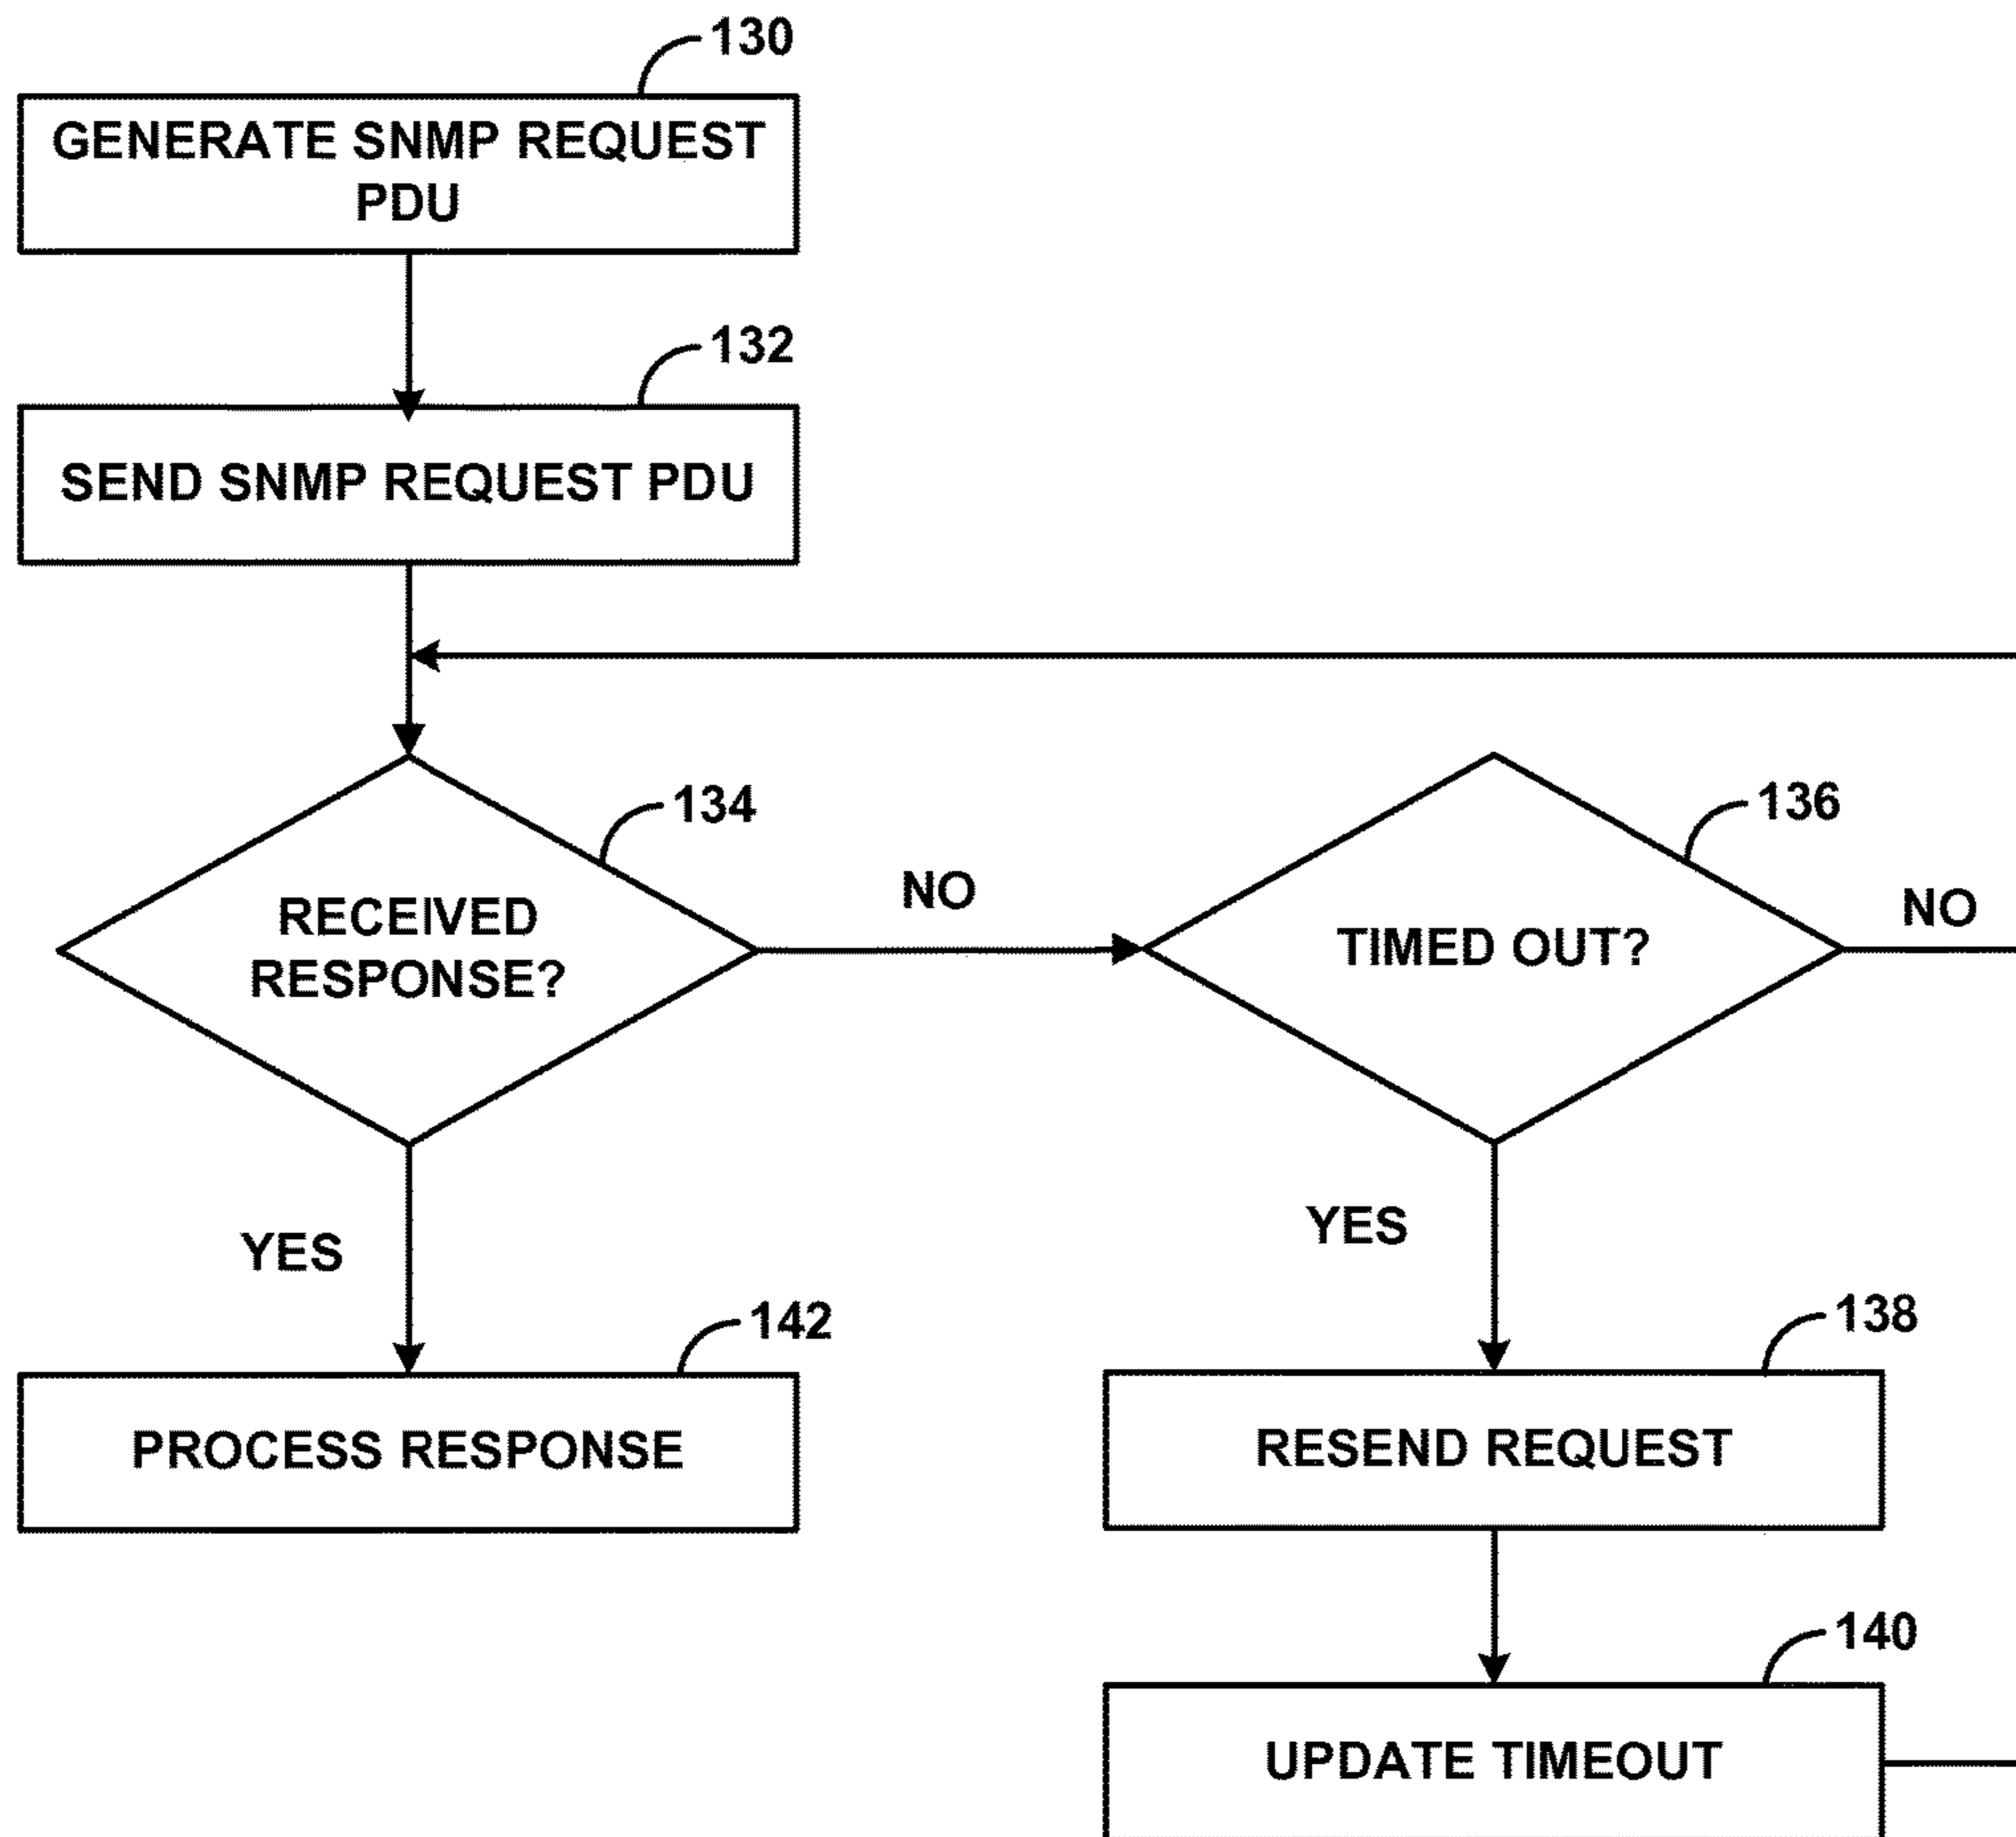 130
GENERATE SNMP REQUEST
PDU
132
SEND SNMP REQUEST PDU
134
RECEIVED
RESPONSE?
NO
136
TIMED OUT?
NO
YES
YES
142
PROCESS RESPONSE
138
RESEND REQUEST
140
UPDATE TIMEOUT